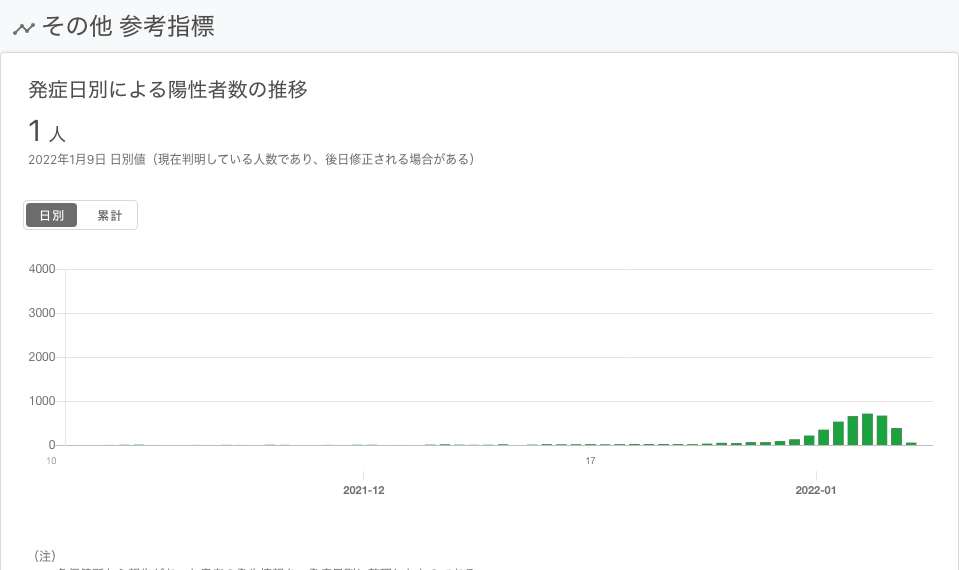 その他 参考指標
発症日別による陽性者数の推移
1 人
2022年1月9日 日別値（現在判明している人数であり、後日修正される場合がある）
日別 累計
4000
3000
2000
1000
0
10 17
2021-12 2022-01
（注）